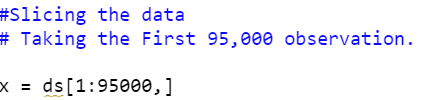 #Slicing the data
# Taking the First 95,000 observation.
x = ds[1:95000,]